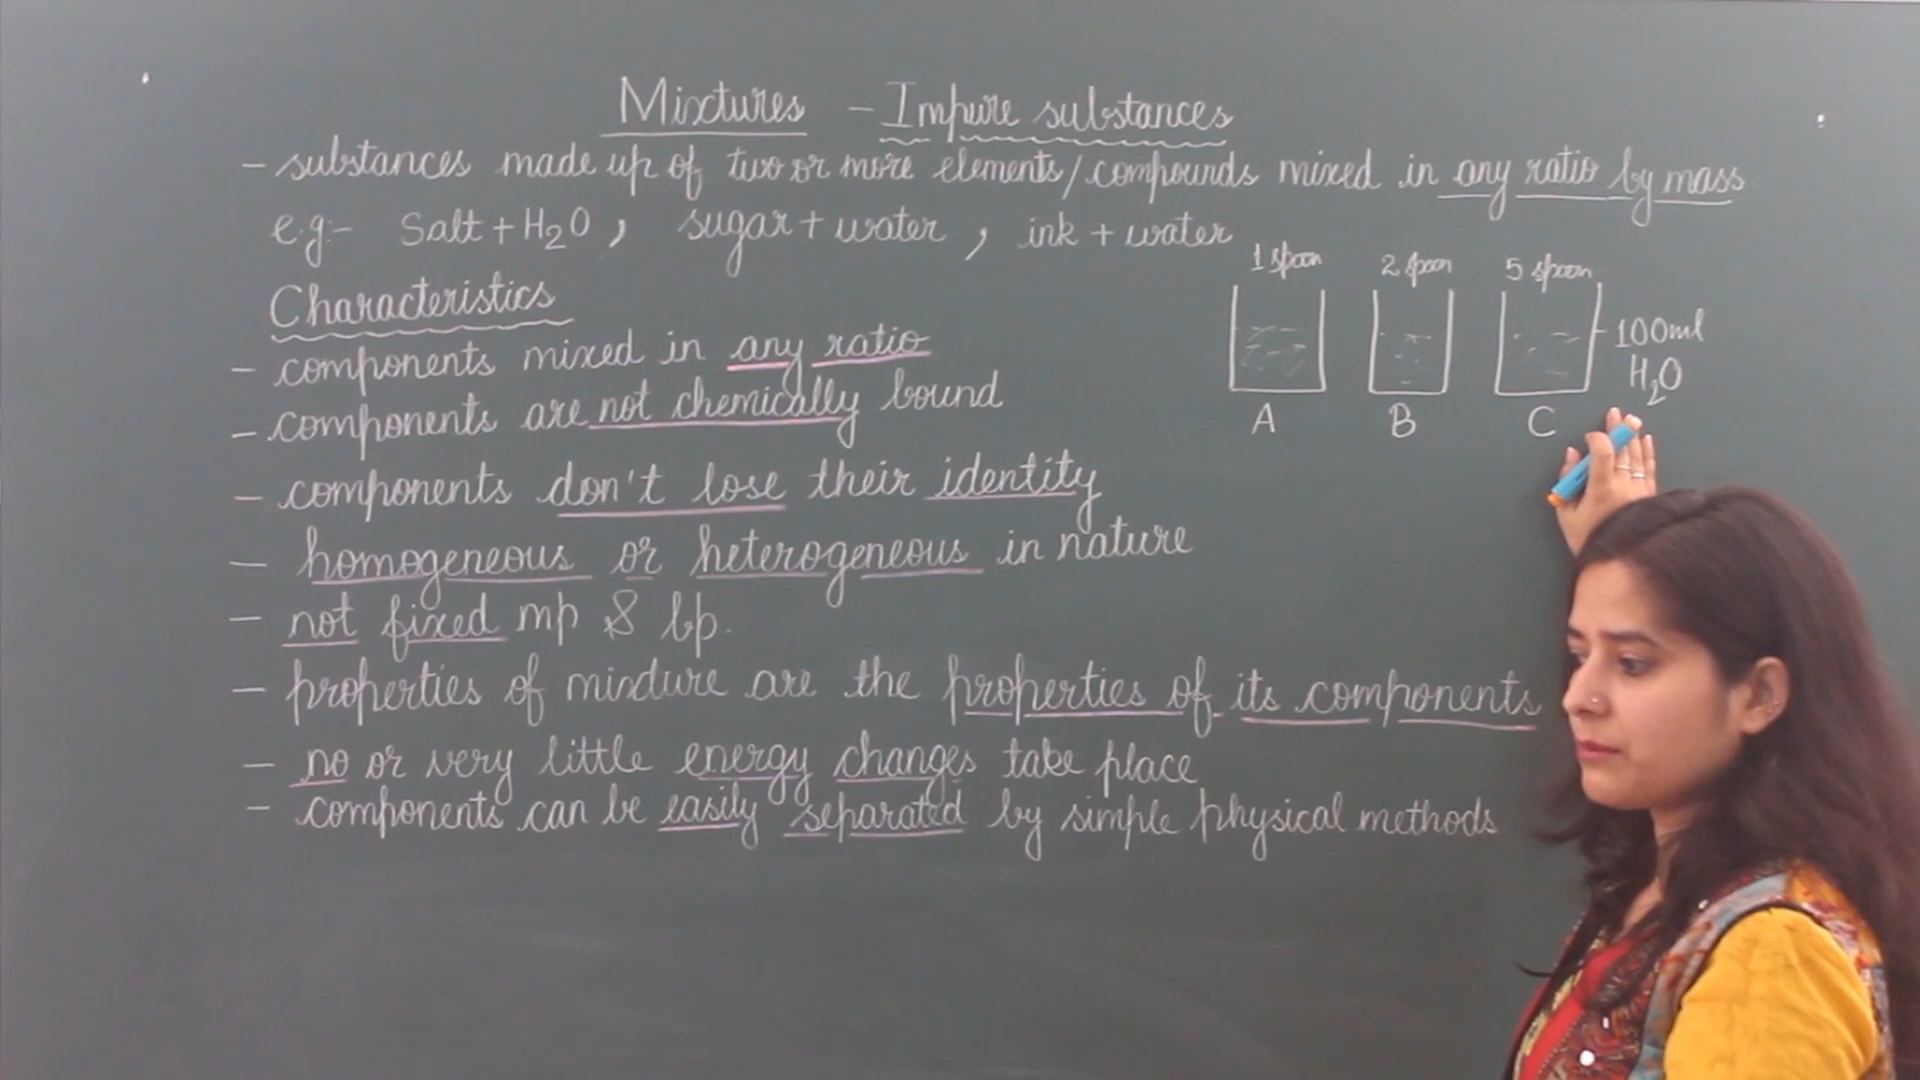 Mixtures - Impure substances
- substances made up of two or more elements/compounds mixed in any ratio by mass.
e.g:- Salt + H2O, sugar + water, ink + water
1 spoon 2 spoon 5 spoon
100ml
H2O
A B C
Characteristics
- components mixed in any ratio
- components are not chemically bound
- components don't lose their identity
- homogeneous or heterogeneous in nature
- not fixed mp & bp.
- properties of mixture are the properties of its components
- no or very little energy changes take place
- components can be easily separated by simple physical methods